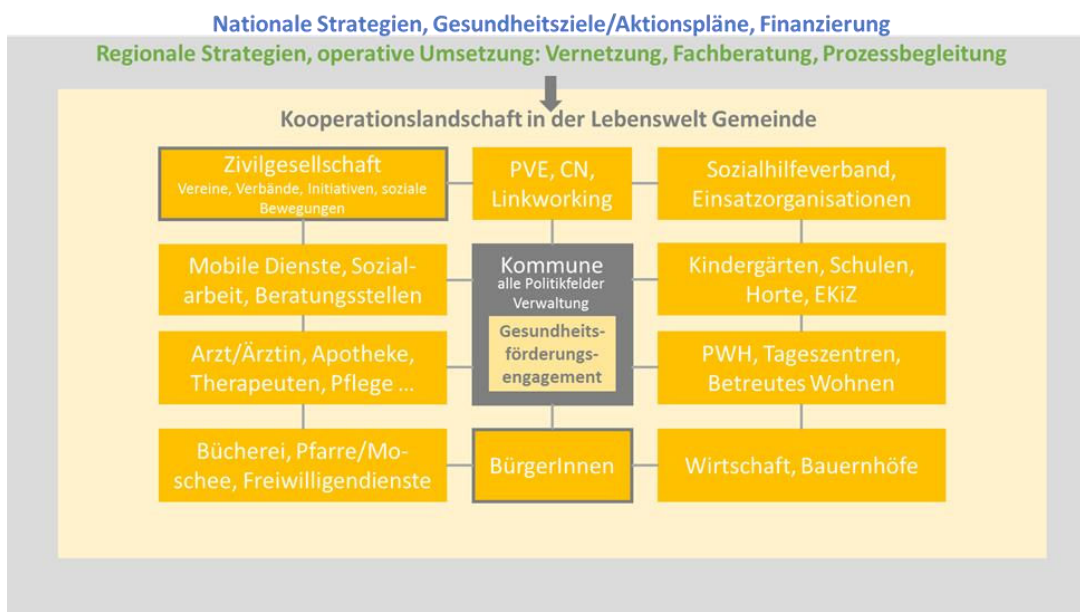 Nationale Strategien, Gesundheitsziele/Aktionspläne, Finanzierung
Regionale Strategien, operative Umsetzung: Vernetzung, Fachberatung, Prozessbegleitung
Kooperationslandschaft in der Lebenswelt Gemeinde
Zivilgesellschaft
Vereine, Verbände, Initiativen, soziale
Bewegungen
PVE, CN,
Linkworking
Sozialhilfeverband,
Einsatzorganisationen
Mobile Dienste, Sozial-
arbeit, Beratungsstellen
Kommune
alle Politikfelder
Verwaltung
Gesundheits-
förderungs-
engagement
Kindergärten, Schulen,
Horte, EKiZ
Arzt/Ärztin, Apotheke,
Therapeuten, Pflege ...
PWH, Tageszentren,
Betreutes Wohnen
Bücherei, Pfarre/Mo-
schee, Freiwilligendienste
BürgerInnen
Wirtschaft, Bauernhöfe